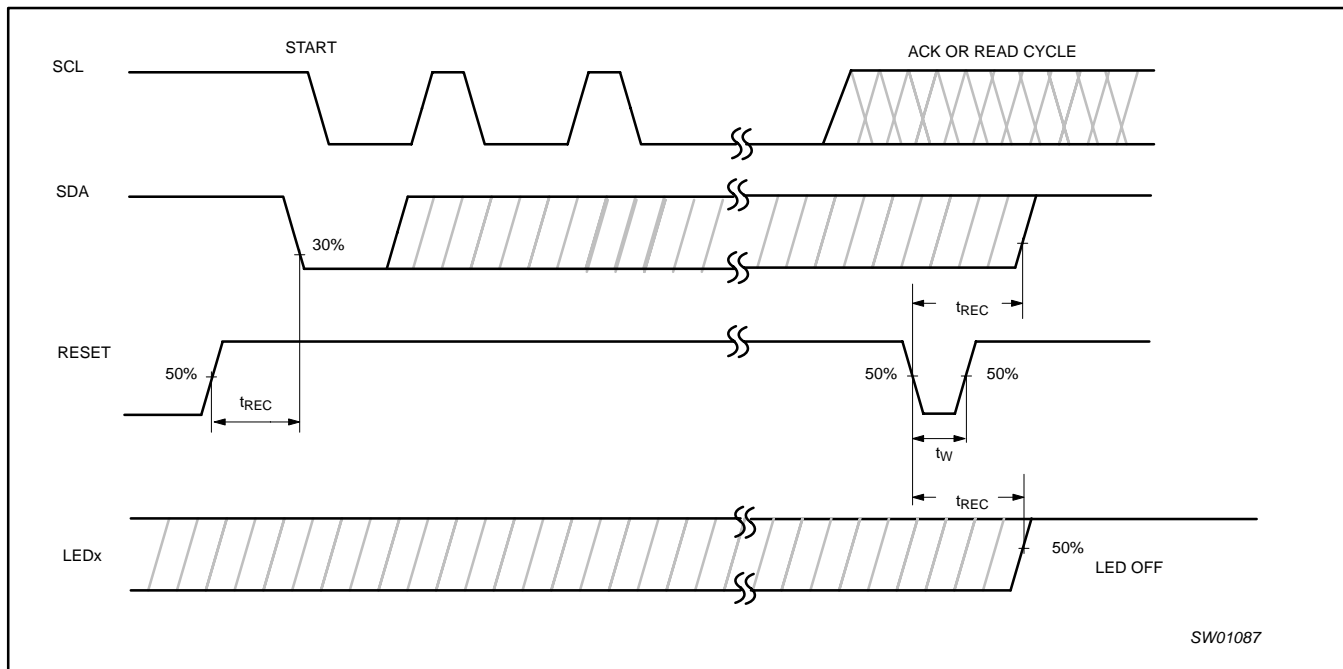 START
ACK OR READ CYCLE
SCL
SDA
30%
tREC
RESET
50%
50%
50%
tREC
tW
tREC
LEDx
50%
LED OFF
SW01087